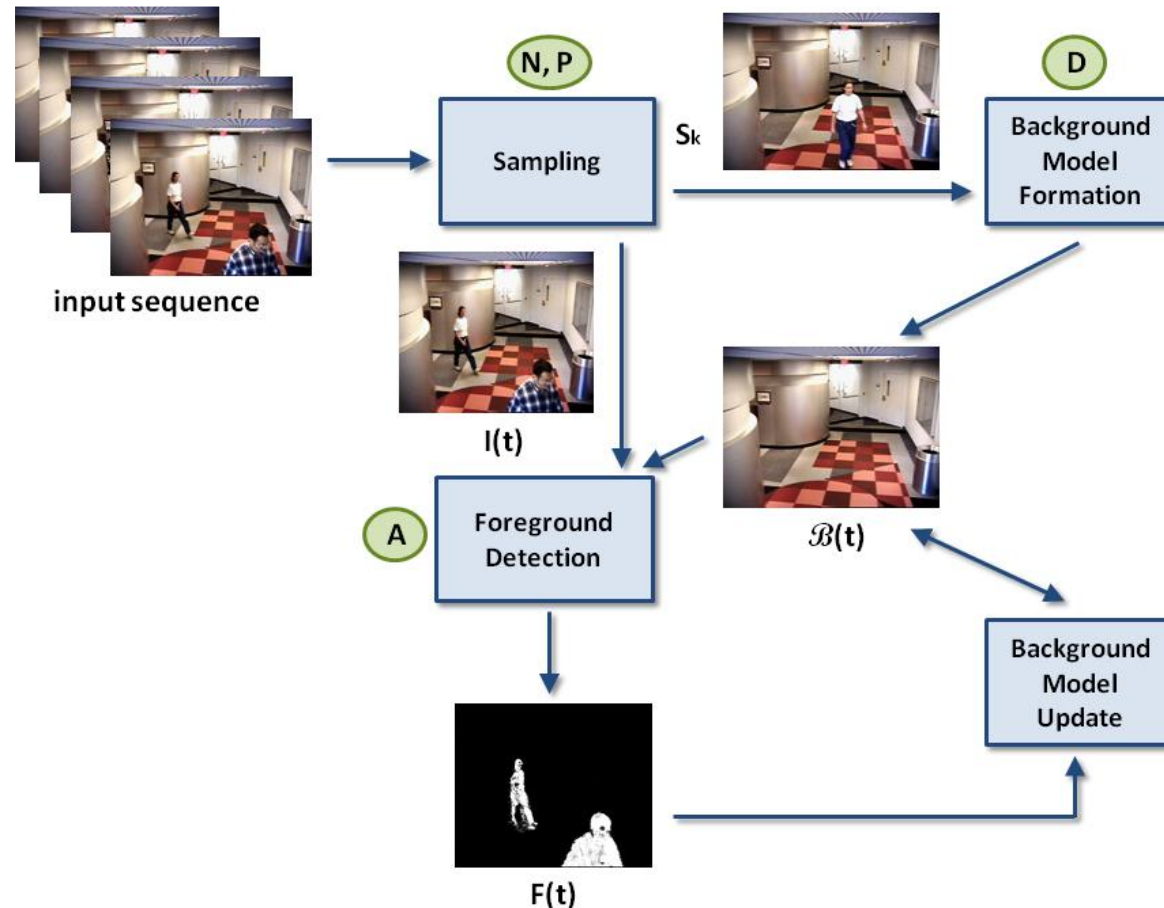 N, P
D
Sampling
Sk
Background
Model
Formation
input sequence
I(t)
A
Foreground
Detection
ℬ(t)
Background
Model
Update
F(t)